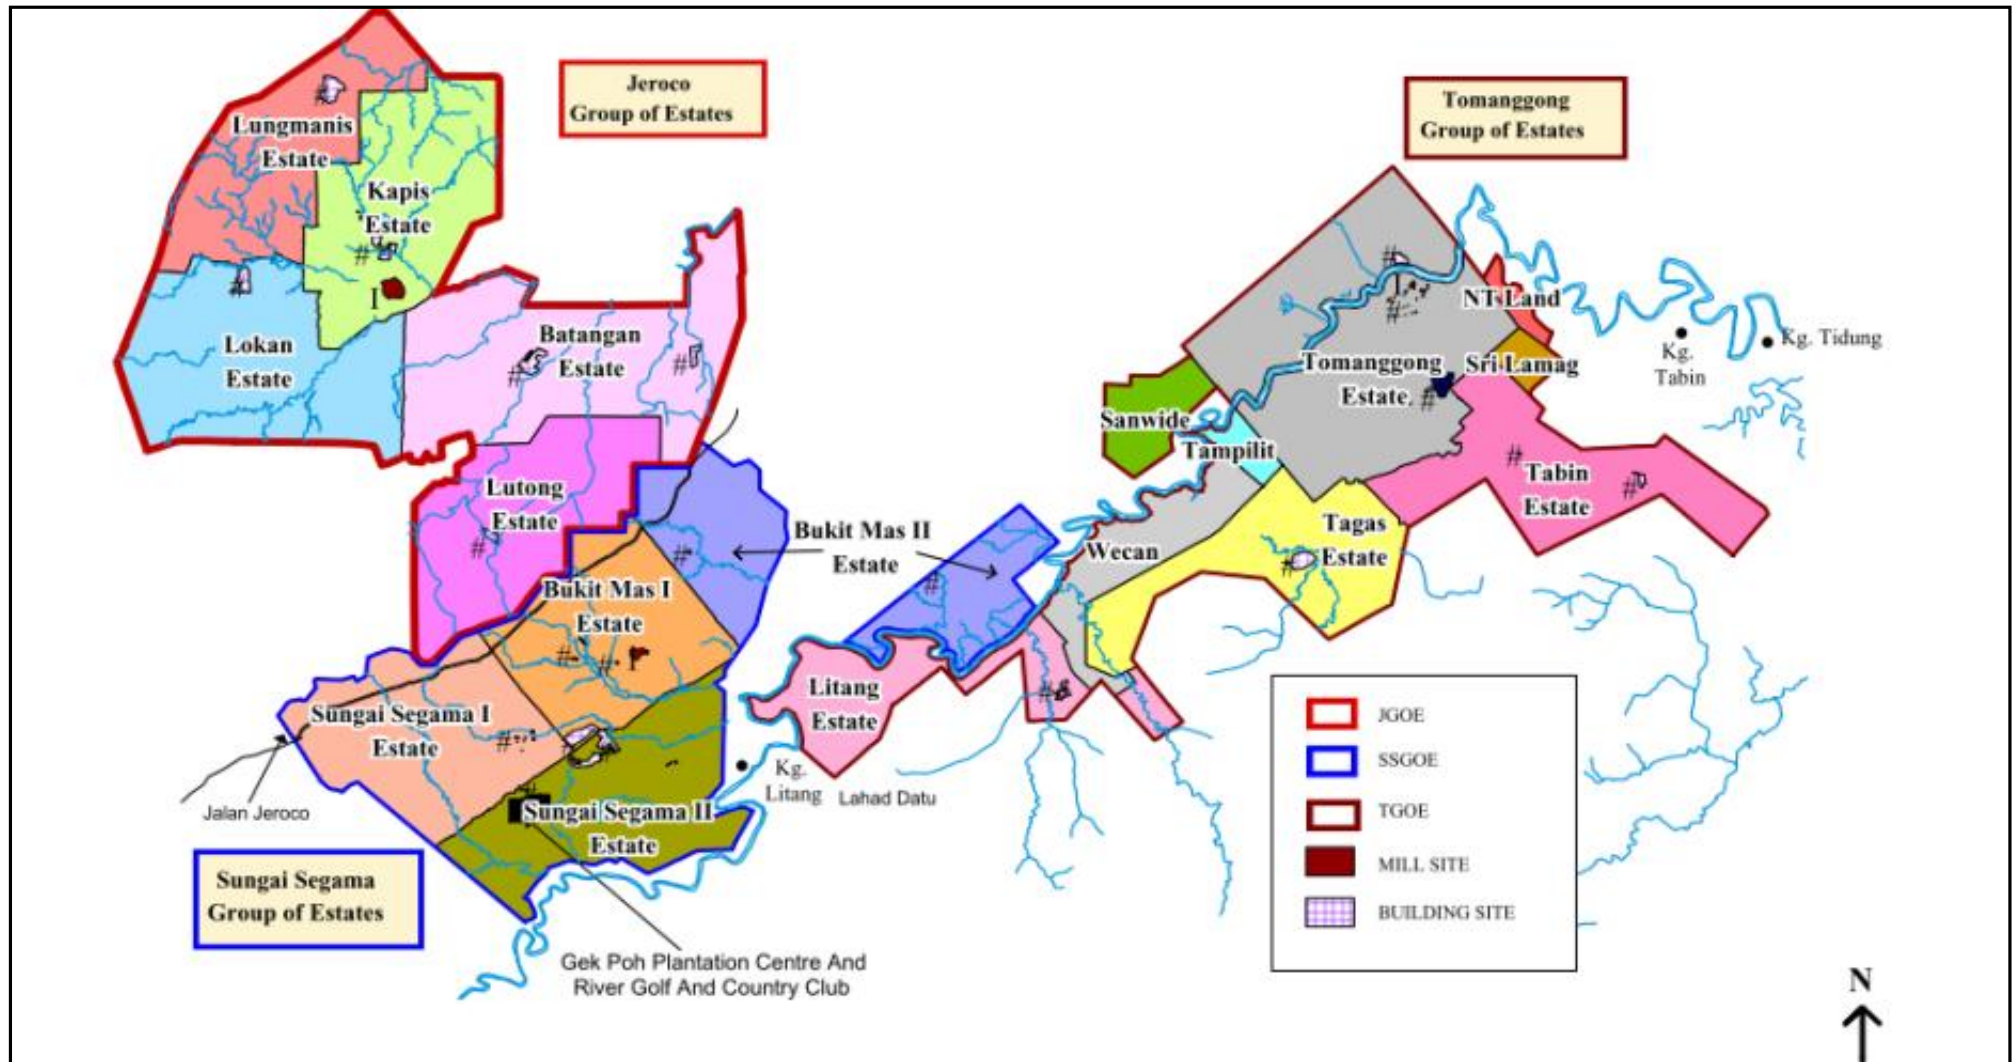 Jeroco
Group of Estates
Tomanggong
Group of Estates
Lungmanis
Estate
Kapis
Estate
Lokan
Estate
Batangan
Estate
Lutong
Estate
Bukit Mas I
Estate
Bukit Mas II
Estate
Sungai Segama I
Estate
Sungai Segama II
Estate
Jalan Jeroco
Sungai Segama
Group of Estates
Gek Poh Plantation Centre And
River Golf And Country Club
Kg.
Litang
Lahad Datu
Litang
Estate
NT Land
Tomanggong
Estate
Sri Lamag
Sanwide
Tampilit
Wecan
Tagas
Estate
Tabin
Estate
Kg.
Tabin
Kg. Tidung
JGOE
SSGOE
TGOE
MILL SITE
BUILDING SITE
N